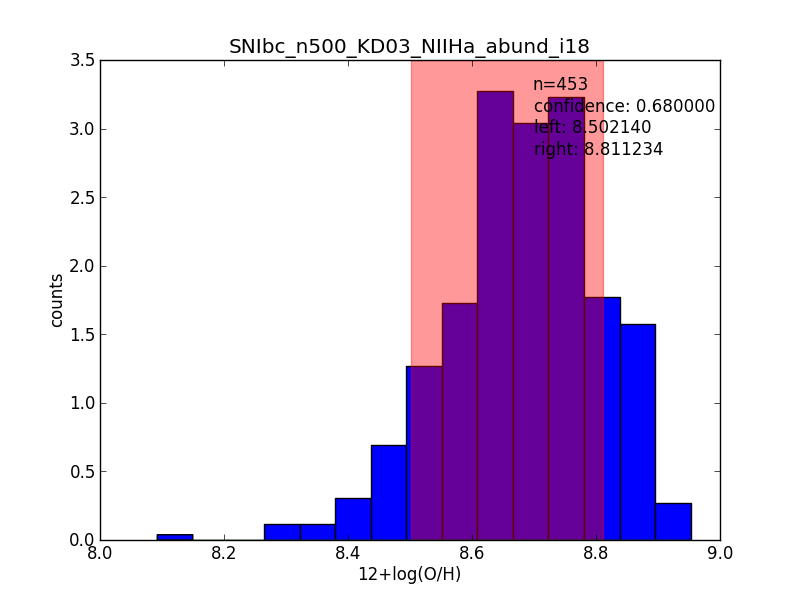 SNIbc_n500_KD03_NIIHa_abund_i18
3.5
3.0
2.5
2.0
1.5
1.0
0.5
0.0
counts
n=453
confidence: 0.680000
left: 8.502140
right: 8.811234
8.0 8.2 8.4 8.6 8.8 9.0
12+log(O/H)